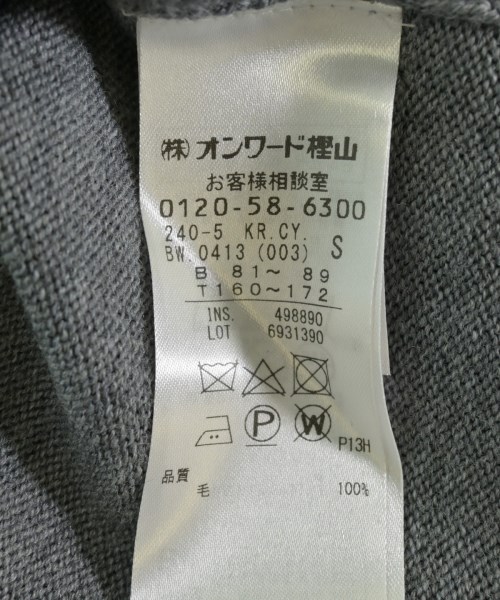 (株)オンワード樫山
お客様相談室
0120-58-6300
240-5 KR.CY.
BW.0413(003) S
B 81〜 89
T160〜172
INS. 498890
LOT 6931390
P
W
P13H
品質
毛 100%